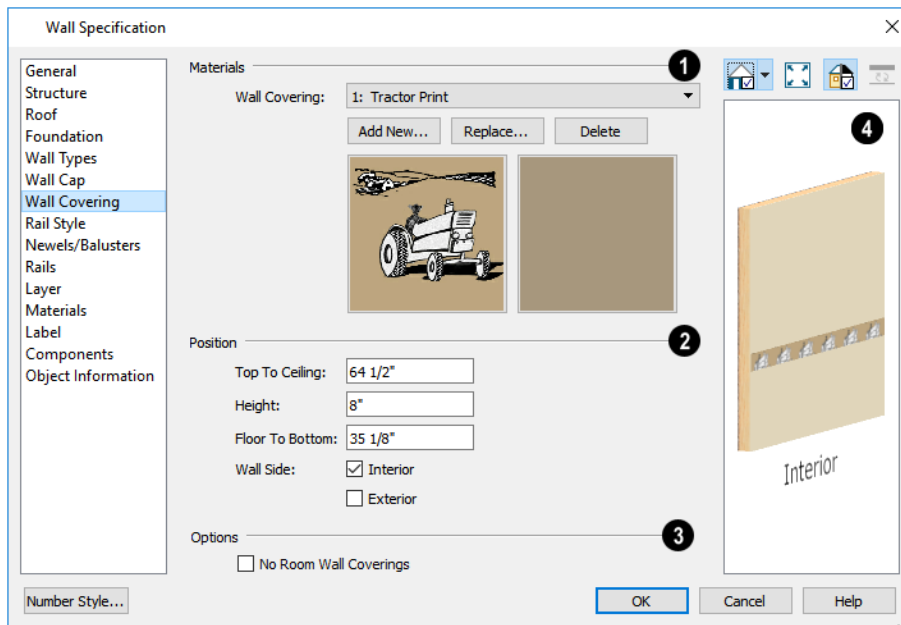 Wall Specification
General
Structure
Roof
Foundation
Wall Types
Wall Cap
Wall Covering
Rail Style
Newels/Balusters
Rails
Layer
Materials
Label
Components
Object Information
Materials
1
Wall Covering: 1: Tractor Print
Add New... Replace... Delete
Position
2
Top To Ceiling: 64 1/2"
Height: 8"
Floor To Bottom: 35 1/8"
Wall Side: Interior
Exterior
Options
3
No Room Wall Coverings
4
Interior
Number Style... OK Cancel Help